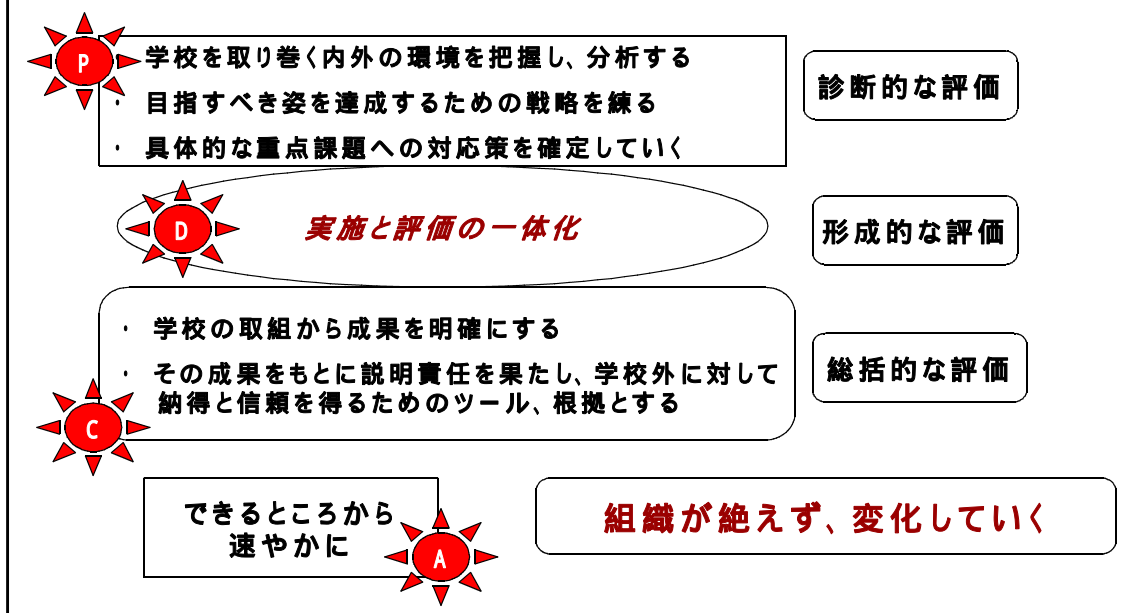 P
・ 学校を取り巻く内外の環境を把握し、分析する
・ 目指すべき姿を達成するための戦略を練る
・ 具体的な重点課題への対応策を確定していく
診断的な評価
D
実施と評価の一体化
形成的な評価
・ 学校の取組から成果を明確にする
・ その成果をもとに説明責任を果たし、学校外に対して
納得と信頼を得るためのツール、根拠とする
C
総括的な評価
できるところから
速やかに
A
組織が絶えず、変化していく